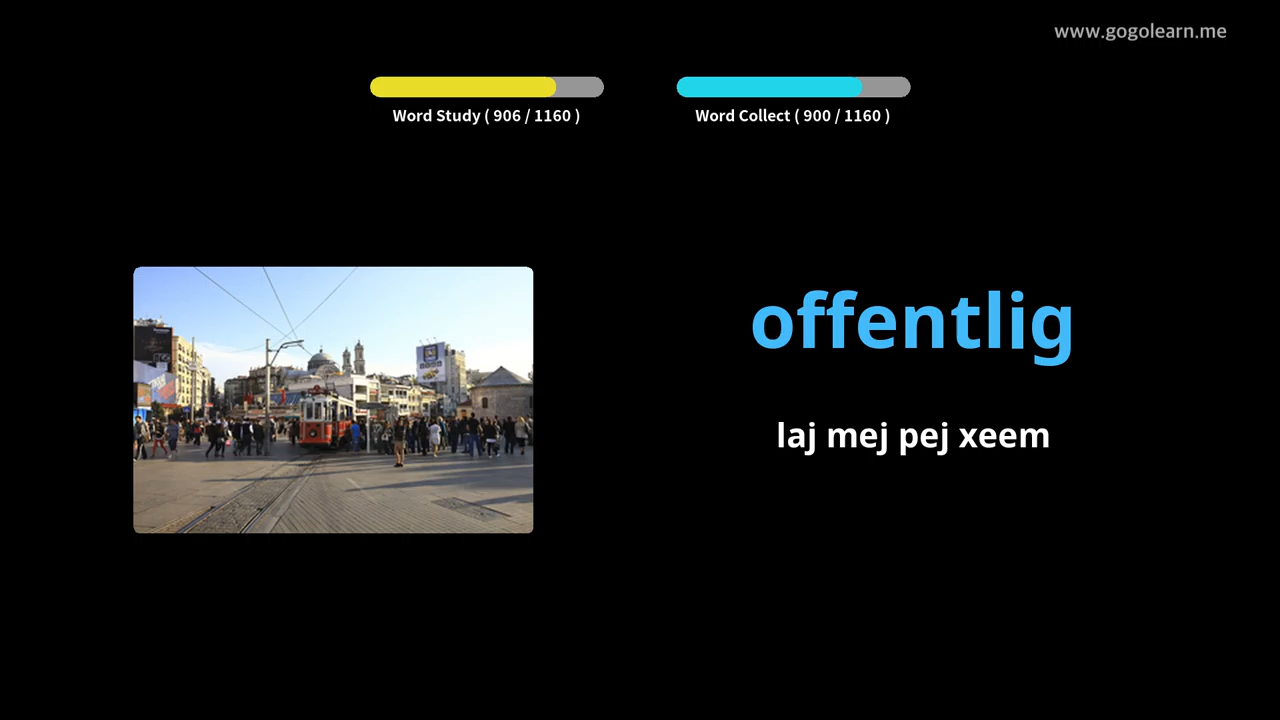 www.gogolearn.me
Word Study ( 906 / 1160 )
Word Collect ( 900 / 1160 )
offentlig
laj mej pej xeem